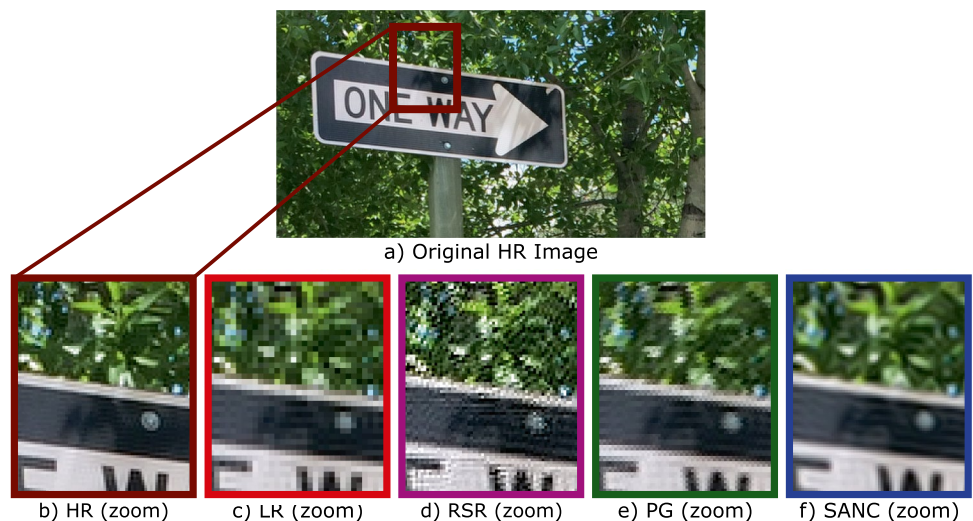 ONE WAY
a) Original HR Image
b) HR (zoom)
c) LR (zoom)
d) RSR (zoom)
e) PG (zoom)
f) SANC (zoom)